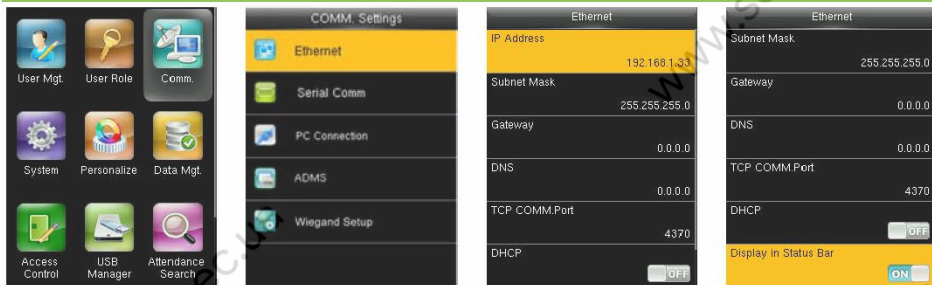 User Mgt.
User Role
Comm.
System
Personalize
Data Mgt.
Access
Control
USB
Manager
Attendance
Search
COMM. Settings
Ethernet
Serial Comm
PC Connection
ADMS
Wiegand Setup
Ethernet
IP Address
192.168.1.33
Subnet Mask
255.255.255.0
Gateway
0.0.0.0
DNS
0.0.0.0
TCP COMM.Port
4370
DHCP
OFF
Ethernet
Subnet Mask
255.255.255.0
Gateway
0.0.0.0
DNS
0.0.0.0
TCP COMM.Port
4370
DHCP
OFF
Display in Status Bar
ON